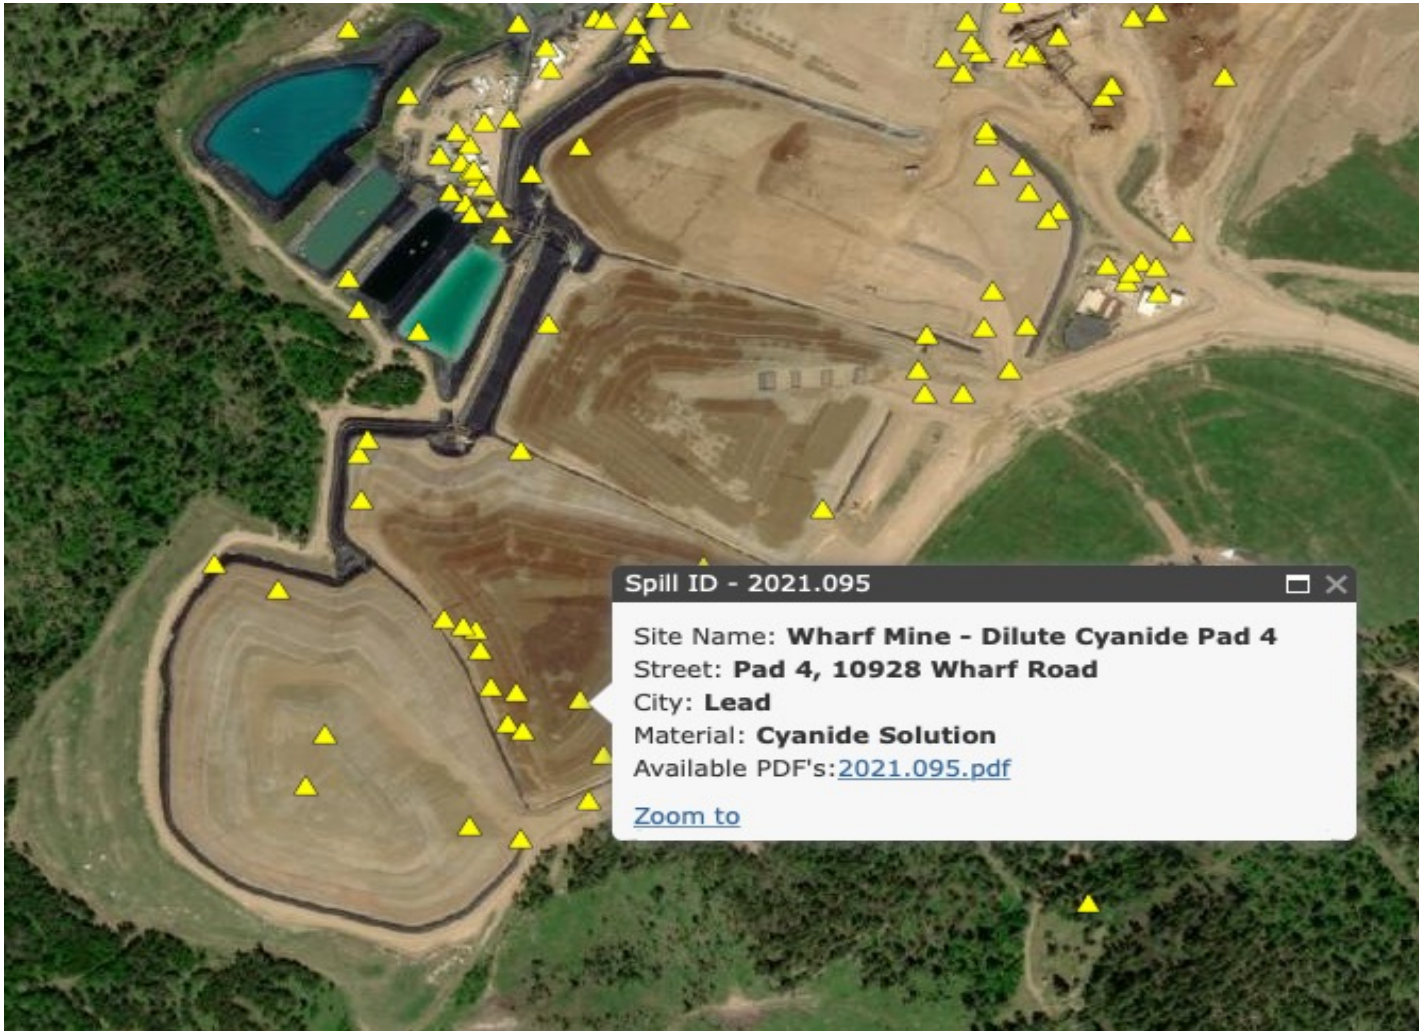 Spill ID - 2021.095
Site Name: Wharf Mine - Dilute Cyanide Pad 4
Street: Pad 4, 10928 Wharf Road
City: Lead
Material: Cyanide Solution
Available PDF's:2021.095.pdf
Zoom to